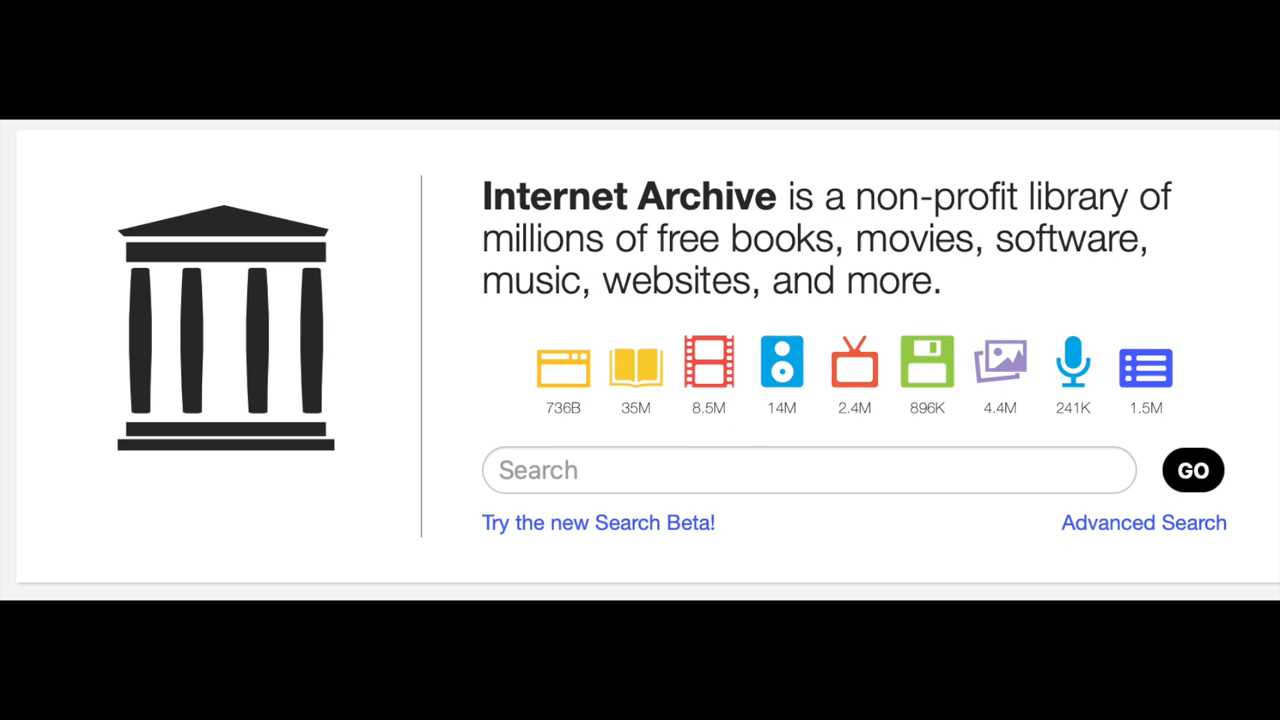 Internet Archive is a non-profit library of
millions of free books, movies, software,
music, websites, and more.
736B 35M 8.5M 14M 2.4M 896K 4.4M 241K 1.5M
Search GO
Try the new Search Beta! Advanced Search